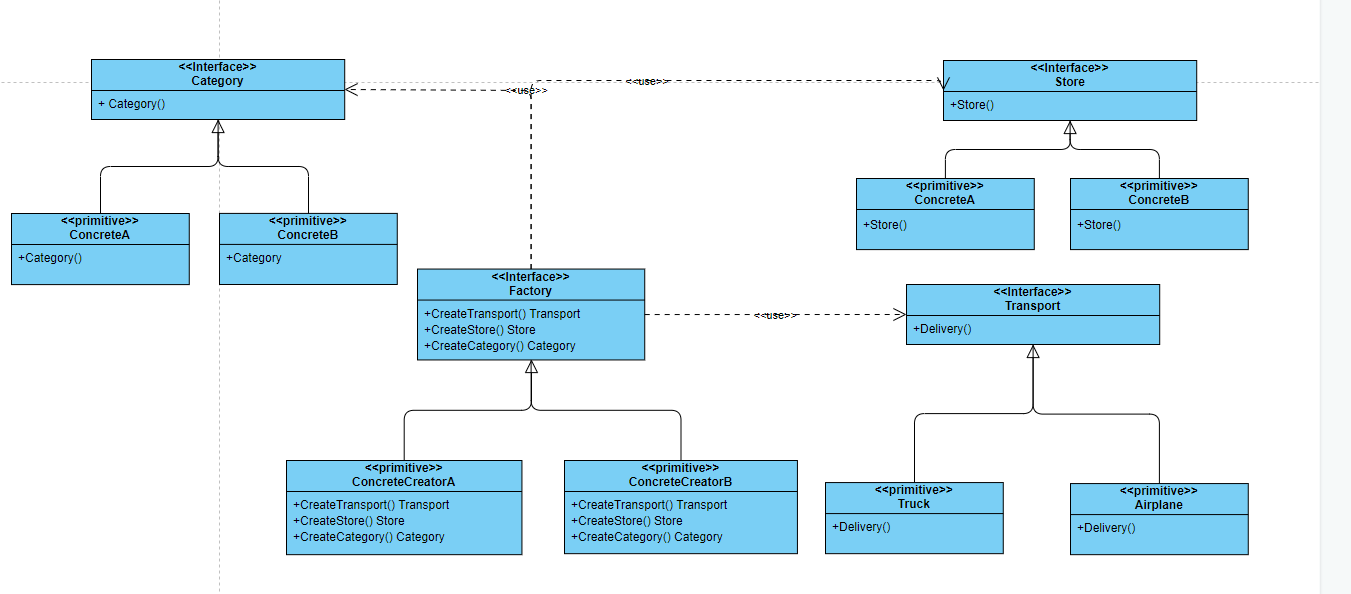 <<Interface>>
Category
+ Category()
<<use>>
<<use>>
<<Interface>>
Store
+Store()
<<primitive>>
ConcreteA
+Category()
<<primitive>>
ConcreteB
+Category
<<primitive>>
ConcreteA
+Store()
<<primitive>>
ConcreteB
+Store()
<<Interface>>
Factory
+CreateTransport() Transport
+CreateStore() Store
+CreateCategory() Category
<<use>>
<<Interface>>
Transport
+Delivery()
<<primitive>>
ConcreteCreatorA
+CreateTransport() Transport
+CreateStore() Store
+CreateCategory() Category
<<primitive>>
ConcreteCreatorB
+CreateTransport() Transport
+CreateStore() Store
+CreateCategory() Category
<<primitive>>
Truck
+Delivery()
<<primitive>>
Airplane
+Delivery()